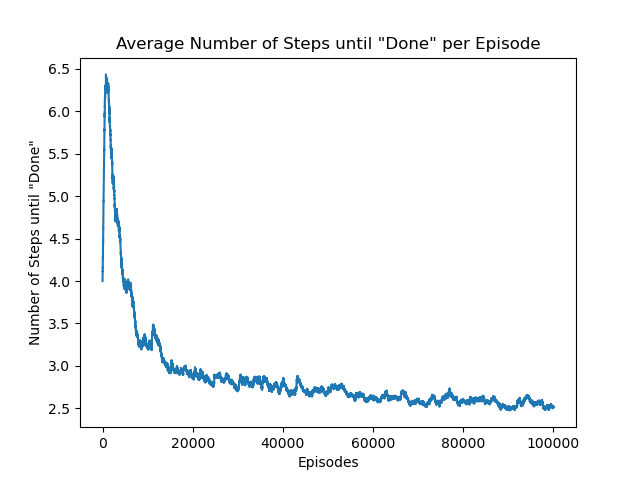 Average Number of Steps until "Done" per Episode
6.5
6.0
5.5
5.0
4.5
4.0
3.5
3.0
2.5
Number of Steps until "Done"
0 20000 40000 60000 80000 100000
Episodes